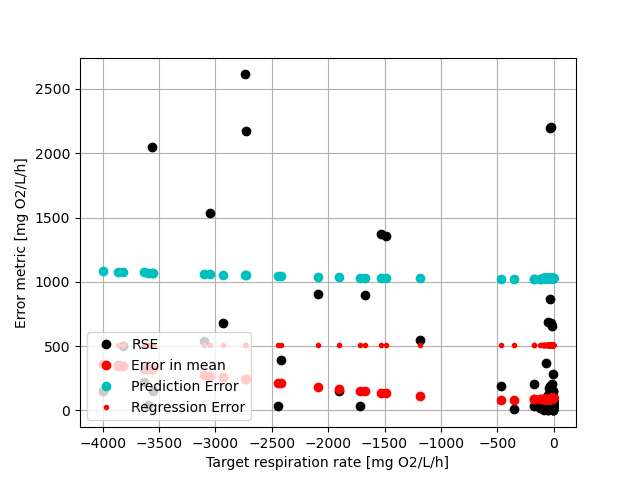 2500
2000
1500
1000
500
0
Error metric [mg O2/L/h]
RSE
Error in mean
Prediction Error
Regression Error
−4000 −3500 −3000 −2500 −2000 −1500 −1000 −500 0
Target respiration rate [mg O2/L/h]